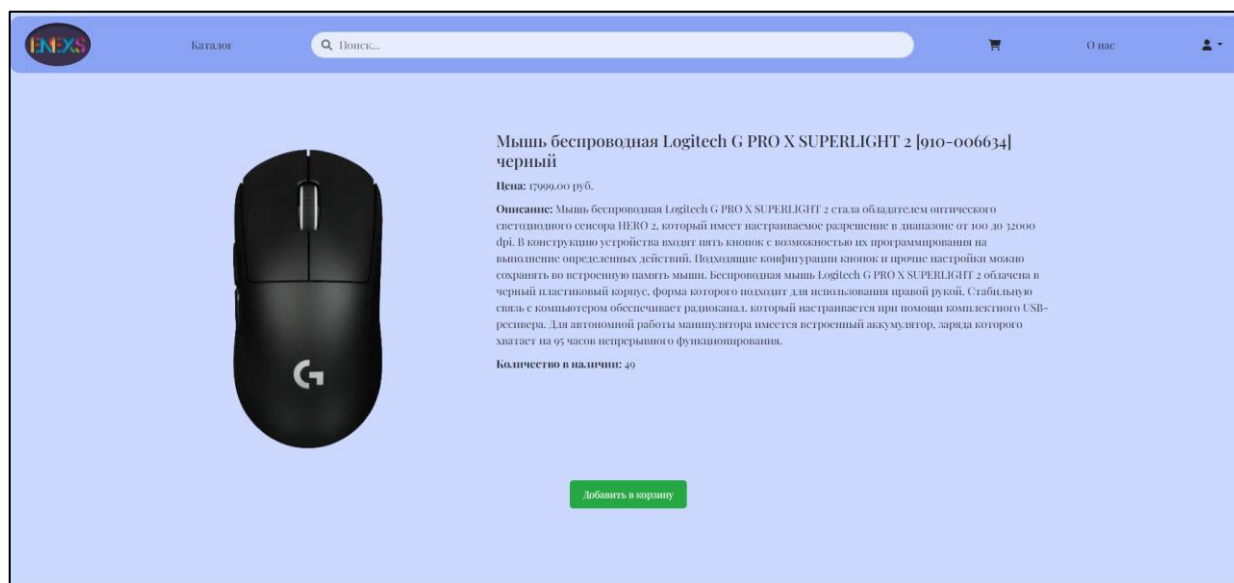 ENEXS
Каталог
Поиск...
О нас
Мышь беспроводная Logitech G PRO X SUPERLIGHT 2 [910-006634]
черный
Цена: 17999.00 руб.
Описание: Мышь беспроводная Logitech G PRO X SUPERLIGHT 2 стала обладателем оптического
светодиодного сенсора HERO 2, который имеет настраиваемое разрешение в диапазоне от 100 до 32000
dpi. В конструкцию устройства входят пять кнопок с возможностью их программирования на
выполнение определенных действий. Подходящие конфигурации кнопок и прочие настройки можно
сохранять во встроенную память мыши. Беспроводная мышь Logitech G PRO X SUPERLIGHT 2 облачена в
черный пластиковый корпус, форма которого подходит для использования правой рукой. Стабильную
связь с компьютером обеспечивает радиоканал, который настраивается при помощи комплектного USB-
ресивера. Для автономной работы манипулятора имеется встроенный аккумулятор, заряда которого
хватает на 95 часов непрерывного функционирования.
Количество в наличии: 49
G
Добавить в корзину